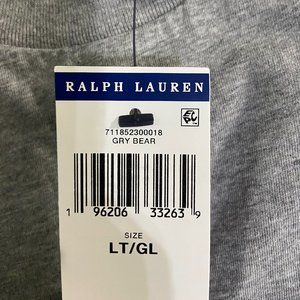 RALPH LAUREN
711852300018
GRY BEAR
1 96206 33263 9
SIZE
LT/GL